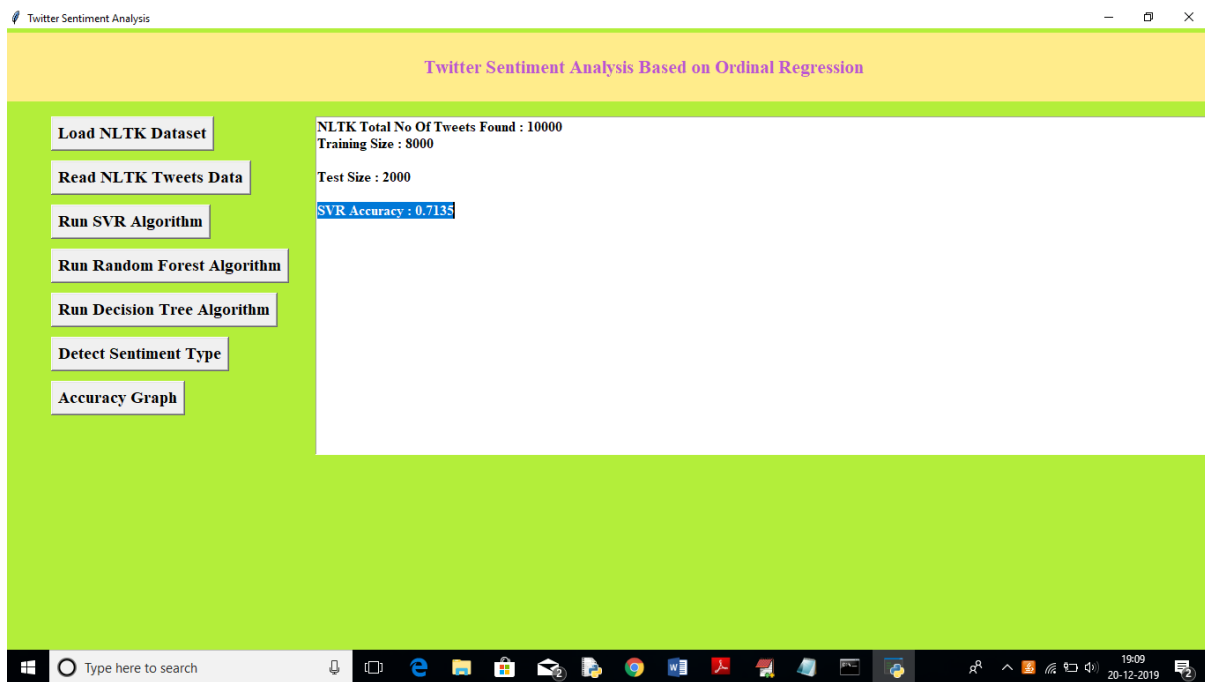 Twitter Sentiment Analysis
Twitter Sentiment Analysis Based on Ordinal Regression
Load NLTK Dataset
Read NLTK Tweets Data
Run SVR Algorithm
Run Random Forest Algorithm
Run Decision Tree Algorithm
Detect Sentiment Type
Accuracy Graph
NLTK Total No Of Tweets Found : 10000
Training Size : 8000
Test Size : 2000
SVR Accuracy : 0.7135
Type here to search
2
19:09
20-12-2019
2